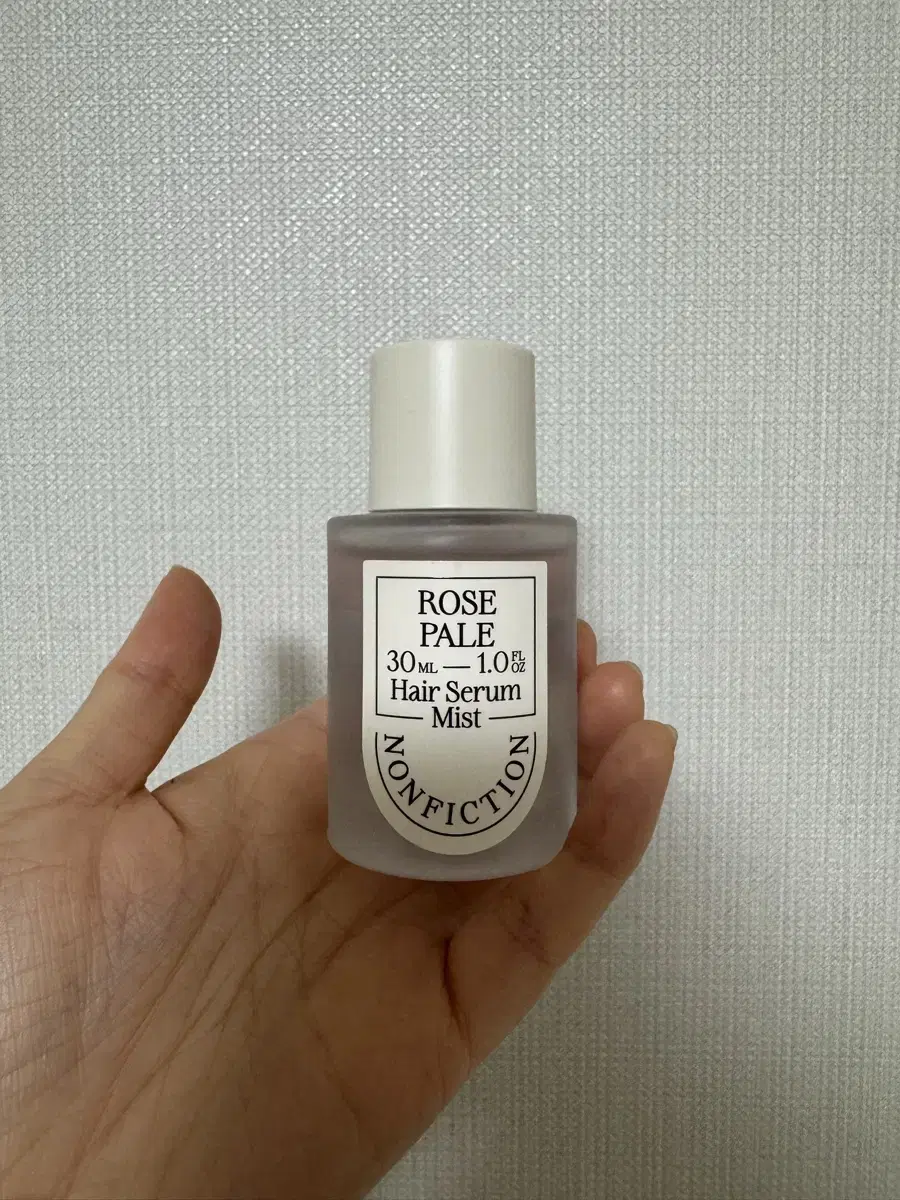 ROSE
PALE
30 ML — 1.0 FL OZ
Hair Serum
Mist
NONFICTION